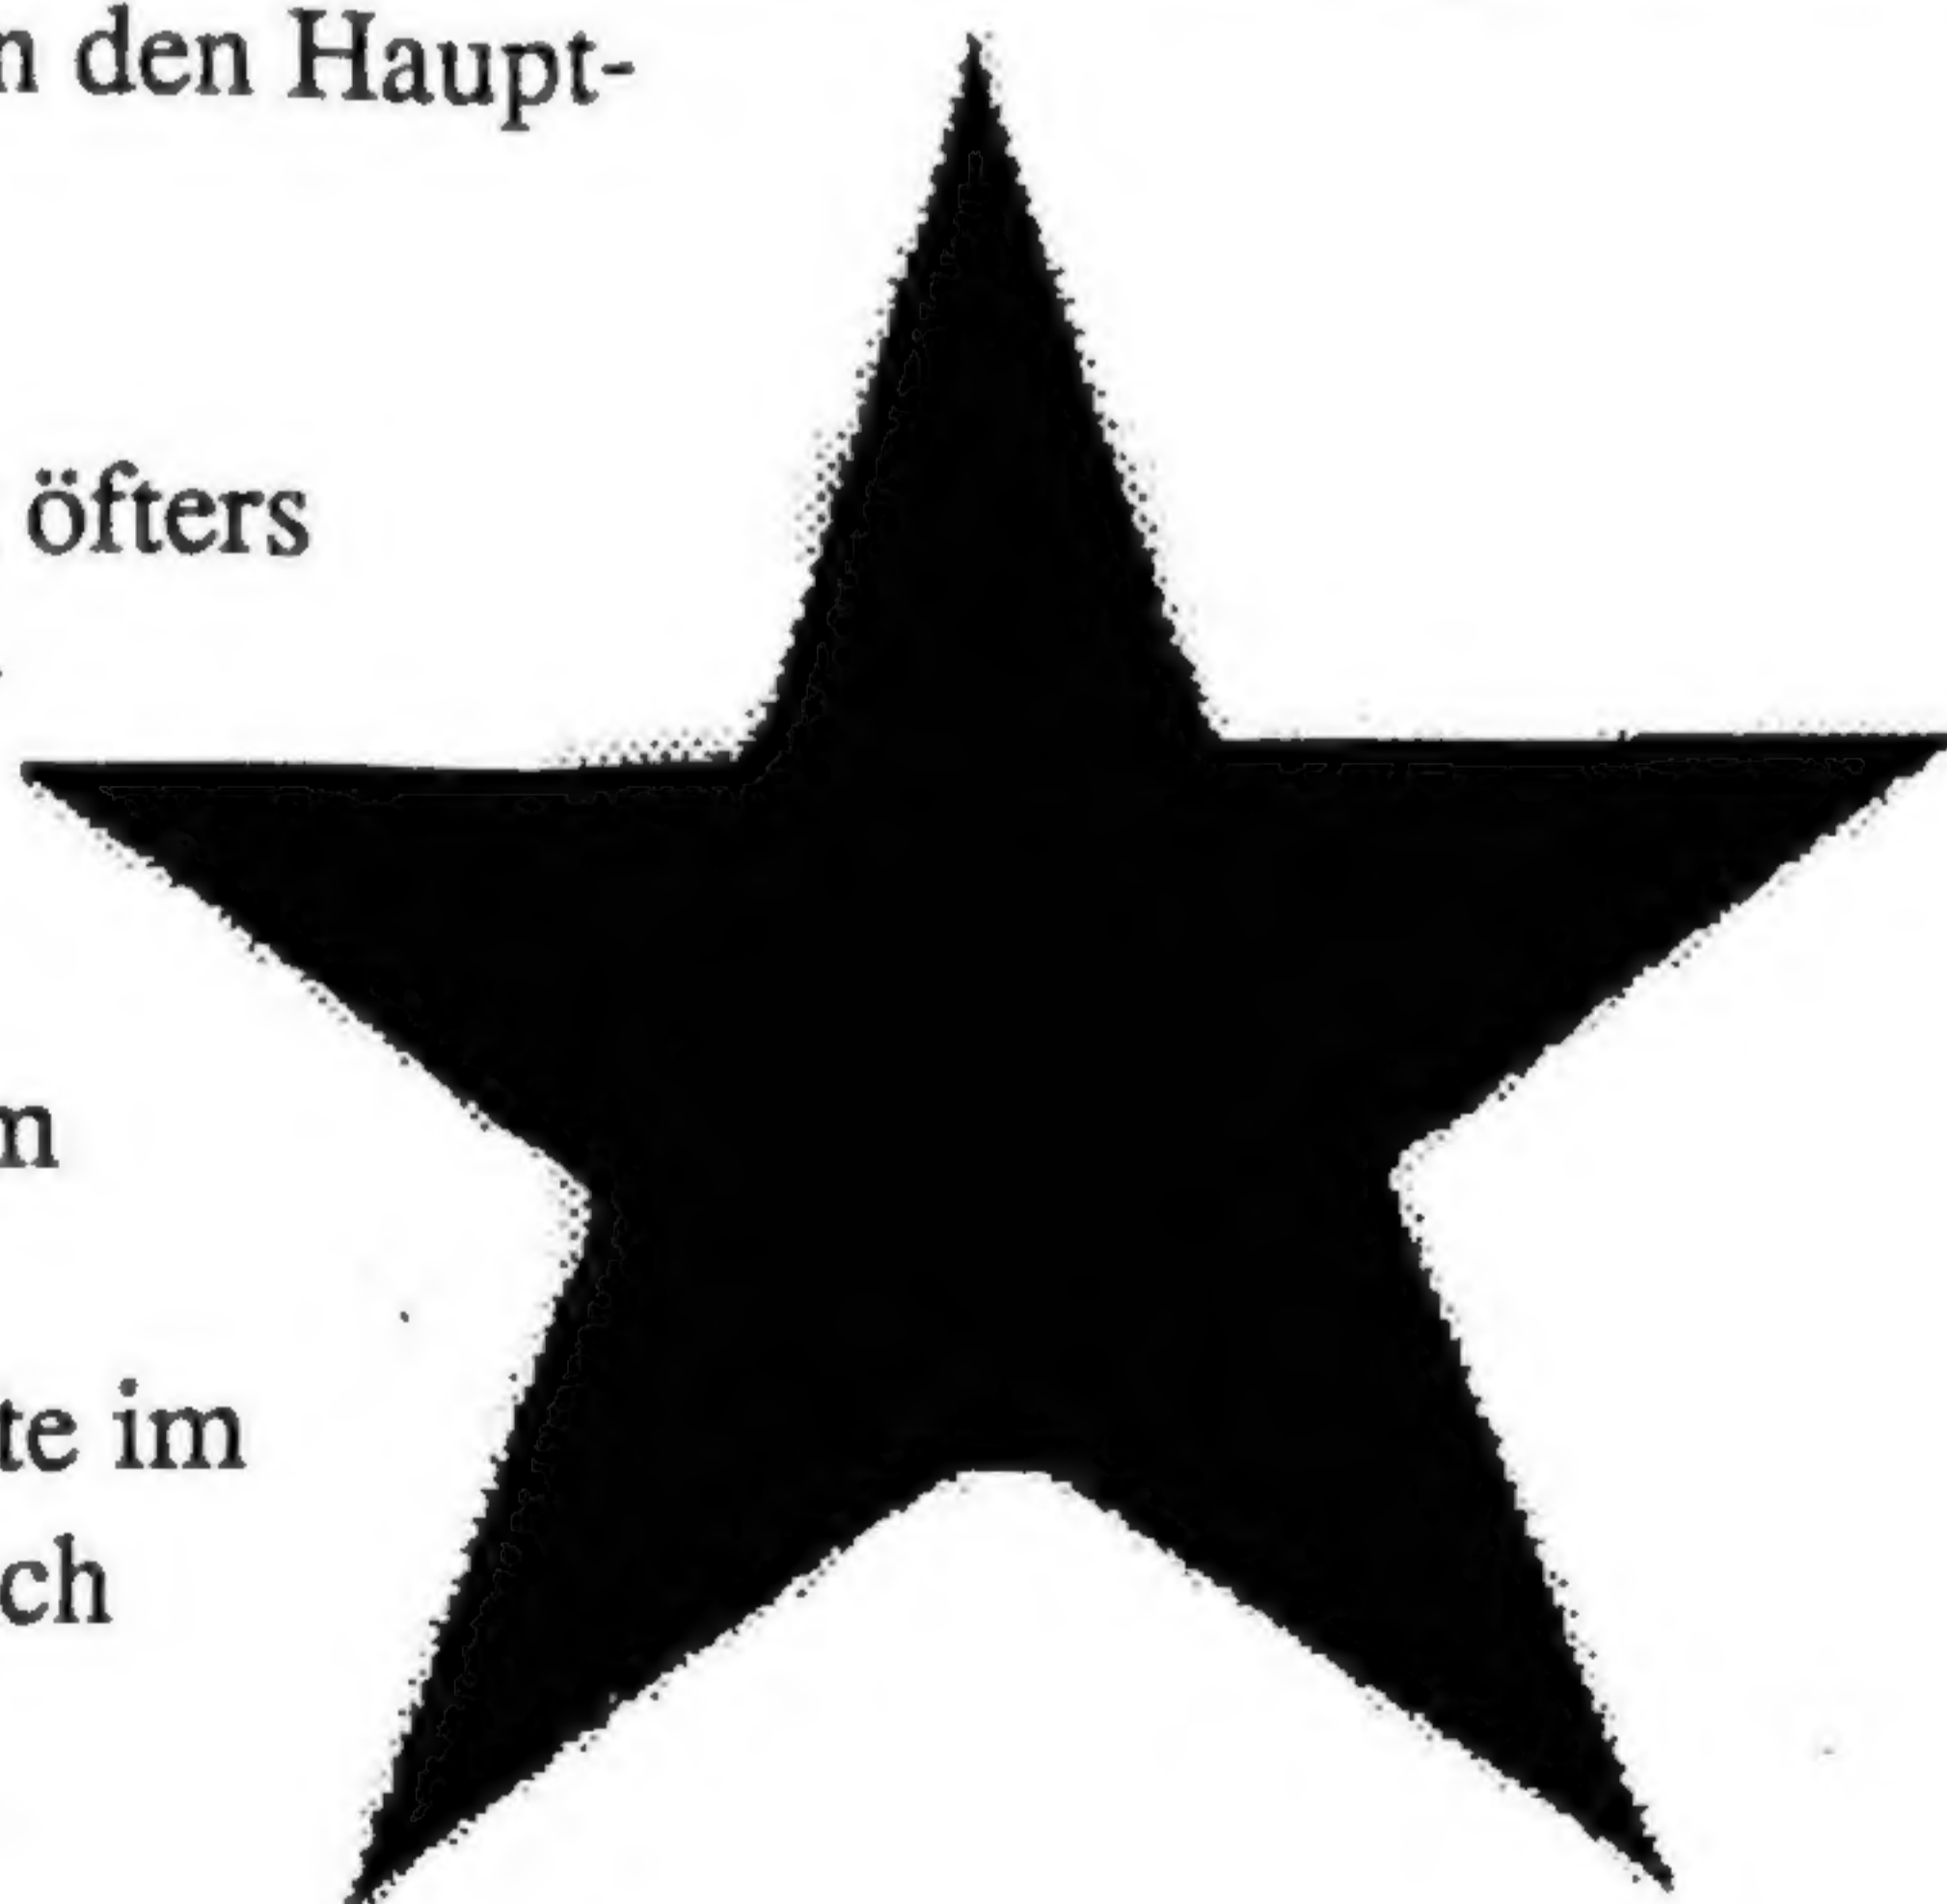 n den Haupt-
öfters
m
te im
ch